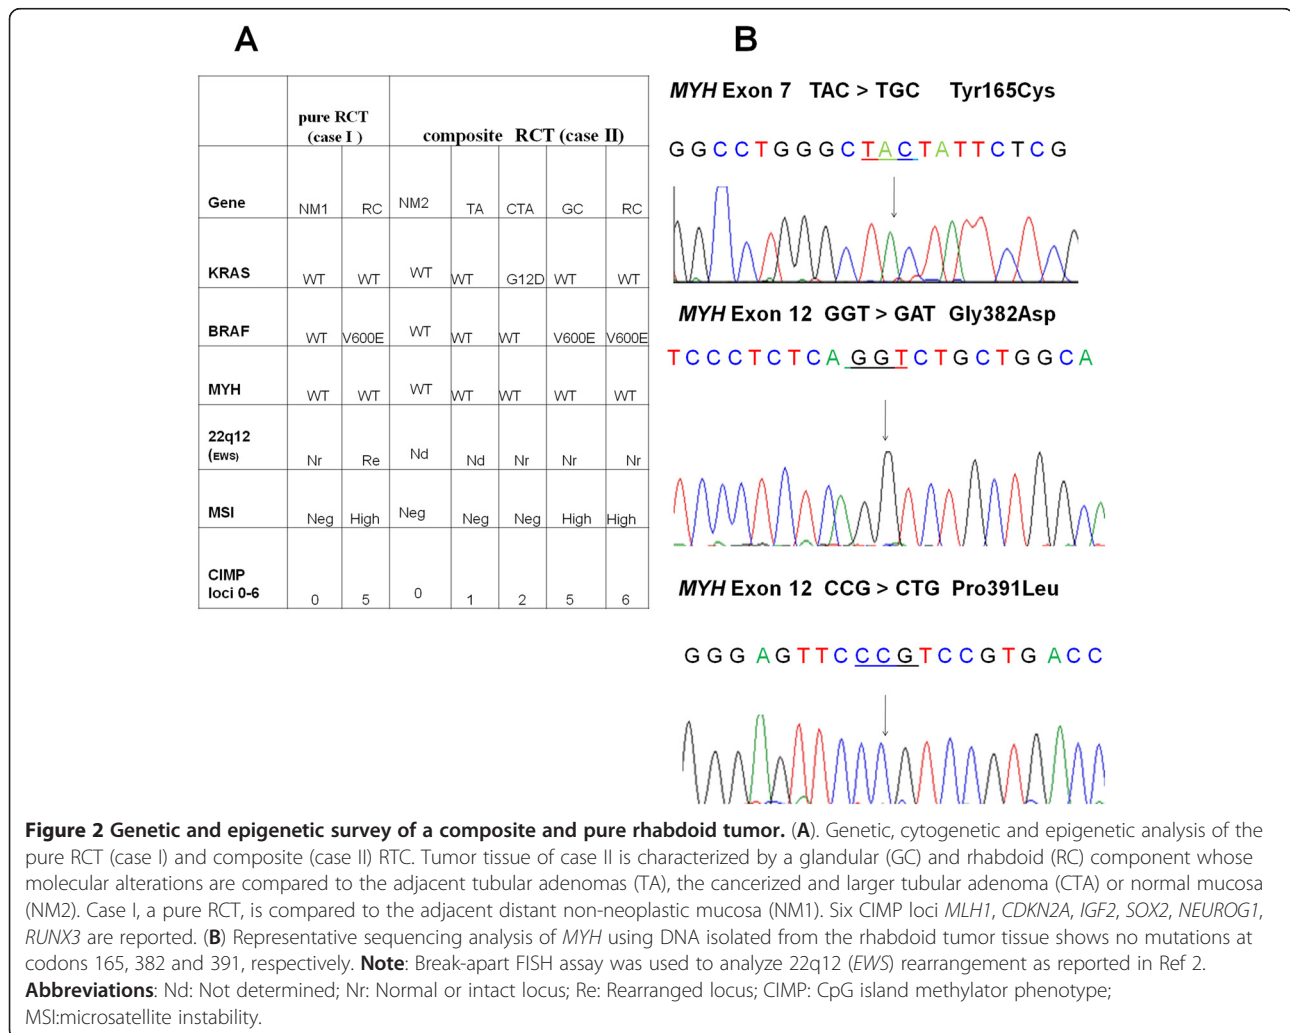 A
B
pure RCT (case I )
composite RCT (case II)
Gene NM1 RC NM2 TA CTA GC RC
KRAS WT WT WT WT G12D WT WT
BRAF WT V600E WT WT WT V600E V600E
MYH WT WT WT WT WT WT WT
22q12 (EWS) Nr Re Nd Nd Nr Nr Nr
MSI Neg High Neg Neg Neg High High
CIMP loci 0-6 0 5 0 1 2 5 6
MYH Exon 7 TAC > TGC Tyr165Cys
G G C C T G G G C T A C T A T T C T C G
MYH Exon 12 GGT > GAT Gly382Asp
T C C C T C T C A G G T C T G C T G G C A
MYH Exon 12 CCG > CTG Pro391Leu
G G G A G T T C C C G T C C G T G A C C
Figure 2 Genetic and epigenetic survey of a composite and pure rhabdoid tumor. (A). Genetic, cytogenetic and epigenetic analysis of the
pure RCT (case I) and composite (case II) RTC. Tumor tissue of case II is characterized by a glandular (GC) and rhabdoid (RC) component whose
molecular alterations are compared to the adjacent tubular adenomas (TA), the cancerized and larger tubular adenoma (CTA) or normal mucosa
(NM2). Case I, a pure RCT, is compared to the adjacent distant non-neoplastic mucosa (NM1). Six CIMP loci MLH1, CDKN2A, IGF2, SOX2, NEUROG1,
RUNX3 are reported. (B) Representative sequencing analysis of MYH using DNA isolated from the rhabdoid tumor tissue shows no mutations at
codons 165, 382 and 391, respectively. Note: Break-apart FISH assay was used to analyze 22q12 (EWS) rearrangement as reported in Ref 2.
Abbreviations: Nd: Not determined; Nr: Normal or intact locus; Re: Rearranged locus; CIMP: CpG island methylator phenotype;
MSI:microsatellite instability.